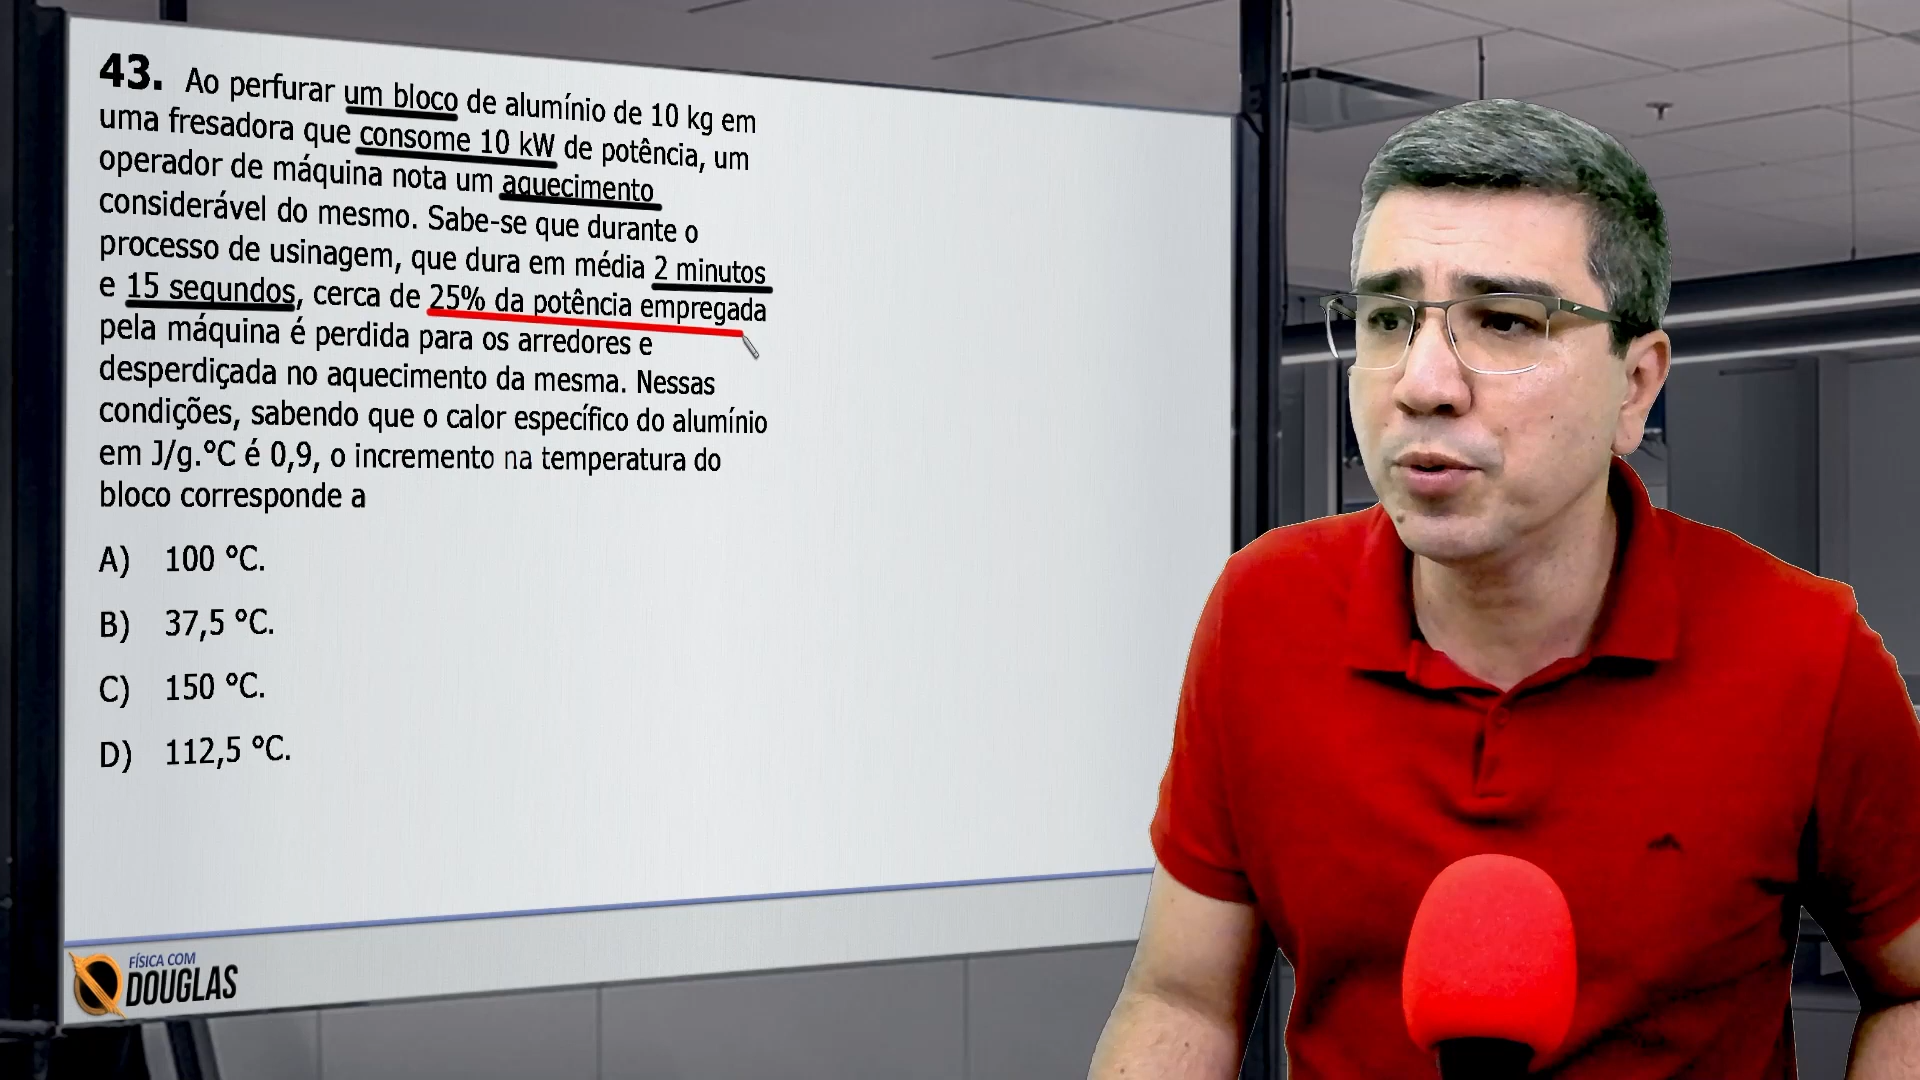 43. Ao perfurar um bloco de alumínio de 10 kg em
uma fresadora que consome 10 kW de potência, um
operador de máquina nota um aquecimento
considerável do mesmo. Sabe-se que durante o
processo de usinagem, que dura em média 2 minutos
e 15 segundos, cerca de 25% da potência empregada
pela máquina é perdida para os arredores e
desperdiçada no aquecimento da mesma. Nessas
condições, sabendo que o calor específico do alumínio
em J/g.°C é 0,9, o incremento na temperatura do
bloco corresponde a
A) 100 °C.
B) 37,5 °C.
C) 150 °C.
D) 112,5 °C.
FÍSICA COM
DOUGLAS